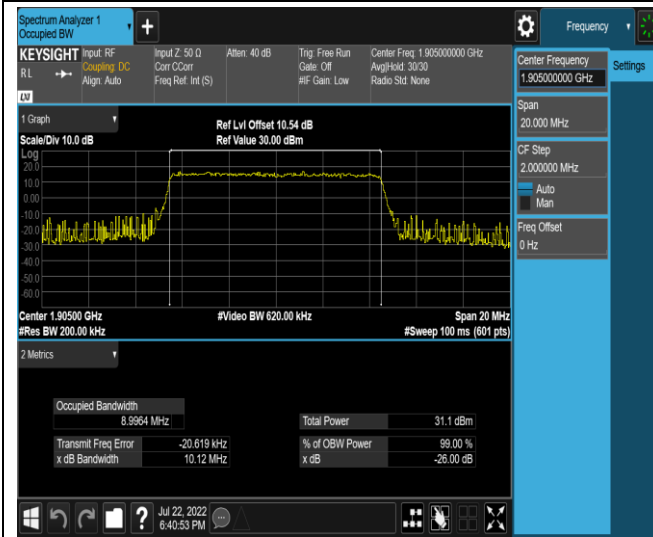 Spectrum Analyzer 1
Occupied BW
+
Frequency
KEYSIGHT
RL
Input: RF
Coupling: DC
Align: Auto
Input Z: 50 Ω
Corr CCorr
Freq Ref: Int (S)
Atten: 40 dB
Trig: Free Run
Gate: Off
#IF Gain: Low
Center Freq: 1.905000000 GHz
Avg|Hold: 30/30
Radio Std: None
Center Frequency
1.905000000 GHz
Settings
Span
20.000 MHz
CF Step
2.000000 MHz
Auto
Man
Freq Offset
0 Hz
1 Graph
Scale/Div 10.0 dB
Ref Lvl Offset 10.54 dB
Ref Value 30.00 dBm
Log
20.0
10.0
0.00
-10.0
-20.0
-30.0
-40.0
-50.0
-60.0
Center 1.90500 GHz
#Video BW 620.00 kHz
Span 20 MHz
#Res BW 200.00 kHz
#Sweep 100 ms (601 pts)
2 Metrics
Occupied Bandwidth
8.9964 MHz
Total Power 31.1 dBm
Transmit Freq Error -20.619 kHz
% of OBW Power 99.00 %
x dB Bandwidth 10.12 MHz
x dB -26.00 dB
?
Jul 22, 2022
6:40:53 PM